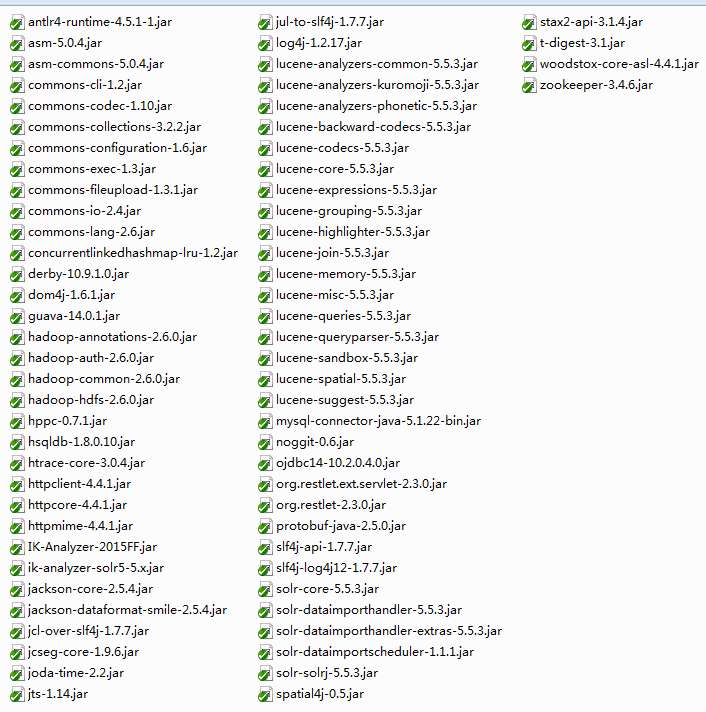 antlr4-runtime-4.5.1-1.jar
asm-5.0.4.jar
asm-commons-5.0.4.jar
commons-cli-1.2.jar
commons-codec-1.10.jar
commons-collections-3.2.2.jar
commons-configuration-1.6.jar
commons-exec-1.3.jar
commons-fileupload-1.3.1.jar
commons-io-2.4.jar
commons-lang-2.6.jar
concurrentlinkedhashmap-lru-1.2.jar
derby-10.9.1.0.jar
dom4j-1.6.1.jar
guava-14.0.1.jar
hadoop-annotations-2.6.0.jar
hadoop-auth-2.6.0.jar
hadoop-common-2.6.0.jar
hadoop-hdfs-2.6.0.jar
hppc-0.7.1.jar
hsqldb-1.8.0.10.jar
htrace-core-3.0.4.jar
httpclient-4.4.1.jar
httpcore-4.4.1.jar
httpmime-4.4.1.jar
IK-Analyzer-2015FF.jar
ik-analyzer-solr5-5.x.jar
jackson-core-2.5.4.jar
jackson-dataformat-smile-2.5.4.jar
jcl-over-slf4j-1.7.7.jar
jcseg-core-1.9.6.jar
joda-time-2.2.jar
jts-1.14.jar
jul-to-slf4j-1.7.7.jar
log4j-1.2.17.jar
lucene-analyzers-common-5.5.3.jar
lucene-analyzers-kuromoji-5.5.3.jar
lucene-analyzers-phonetic-5.5.3.jar
lucene-backward-codecs-5.5.3.jar
lucene-codecs-5.5.3.jar
lucene-core-5.5.3.jar
lucene-expressions-5.5.3.jar
lucene-grouping-5.5.3.jar
lucene-highlighter-5.5.3.jar
lucene-join-5.5.3.jar
lucene-memory-5.5.3.jar
lucene-misc-5.5.3.jar
lucene-queries-5.5.3.jar
lucene-queryparser-5.5.3.jar
lucene-sandbox-5.5.3.jar
lucene-spatial-5.5.3.jar
lucene-suggest-5.5.3.jar
mysql-connector-java-5.1.22-bin.jar
noggit-0.6.jar
ojdbc14-10.2.0.4.0.jar
org.restlet.ext.servlet-2.3.0.jar
org.restlet-2.3.0.jar
protobuf-java-2.5.0.jar
slf4j-api-1.7.7.jar
slf4j-log4j12-1.7.7.jar
solr-core-5.5.3.jar
solr-dataimporthandler-5.5.3.jar
solr-dataimporthandler-extras-5.5.3.jar
solr-dataimportscheduler-1.1.1.jar
solr-solrj-5.5.3.jar
spatial4j-0.5.jar
stax2-api-3.1.4.jar
t-digest-3.1.jar
woodstox-core-asl-4.4.1.jar
zookeeper-3.4.6.jar